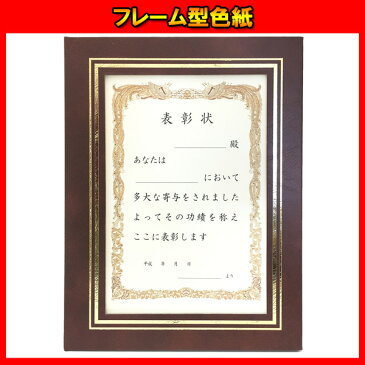 フレーム型色紙
表彰状
殿
あなたは
において
多大な寄与をされました
よってその功績を称え
ここに表彰します
平成 年 月 日
より